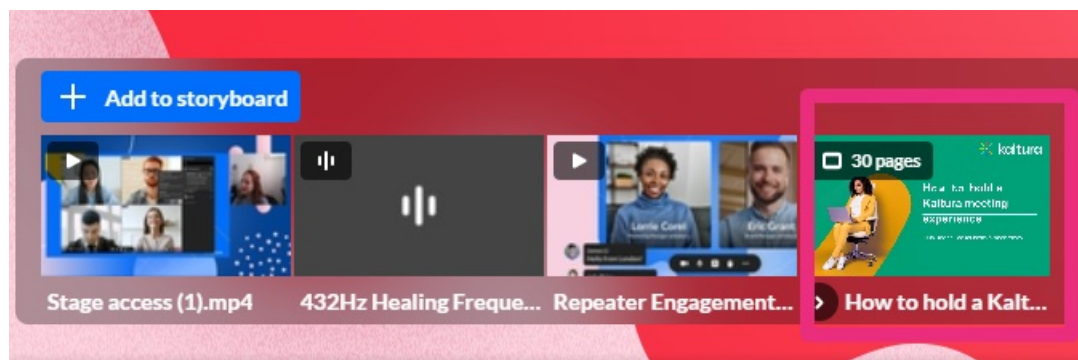 Add to storyboard
Lorrie Corel
Eric Grant
30 pages
kaltura
How to hold a
Kaltura meeting
experience
Stage access (1).mp4
432Hz Healing Freque...
Repeater Engagement...
How to hold a Kalt...